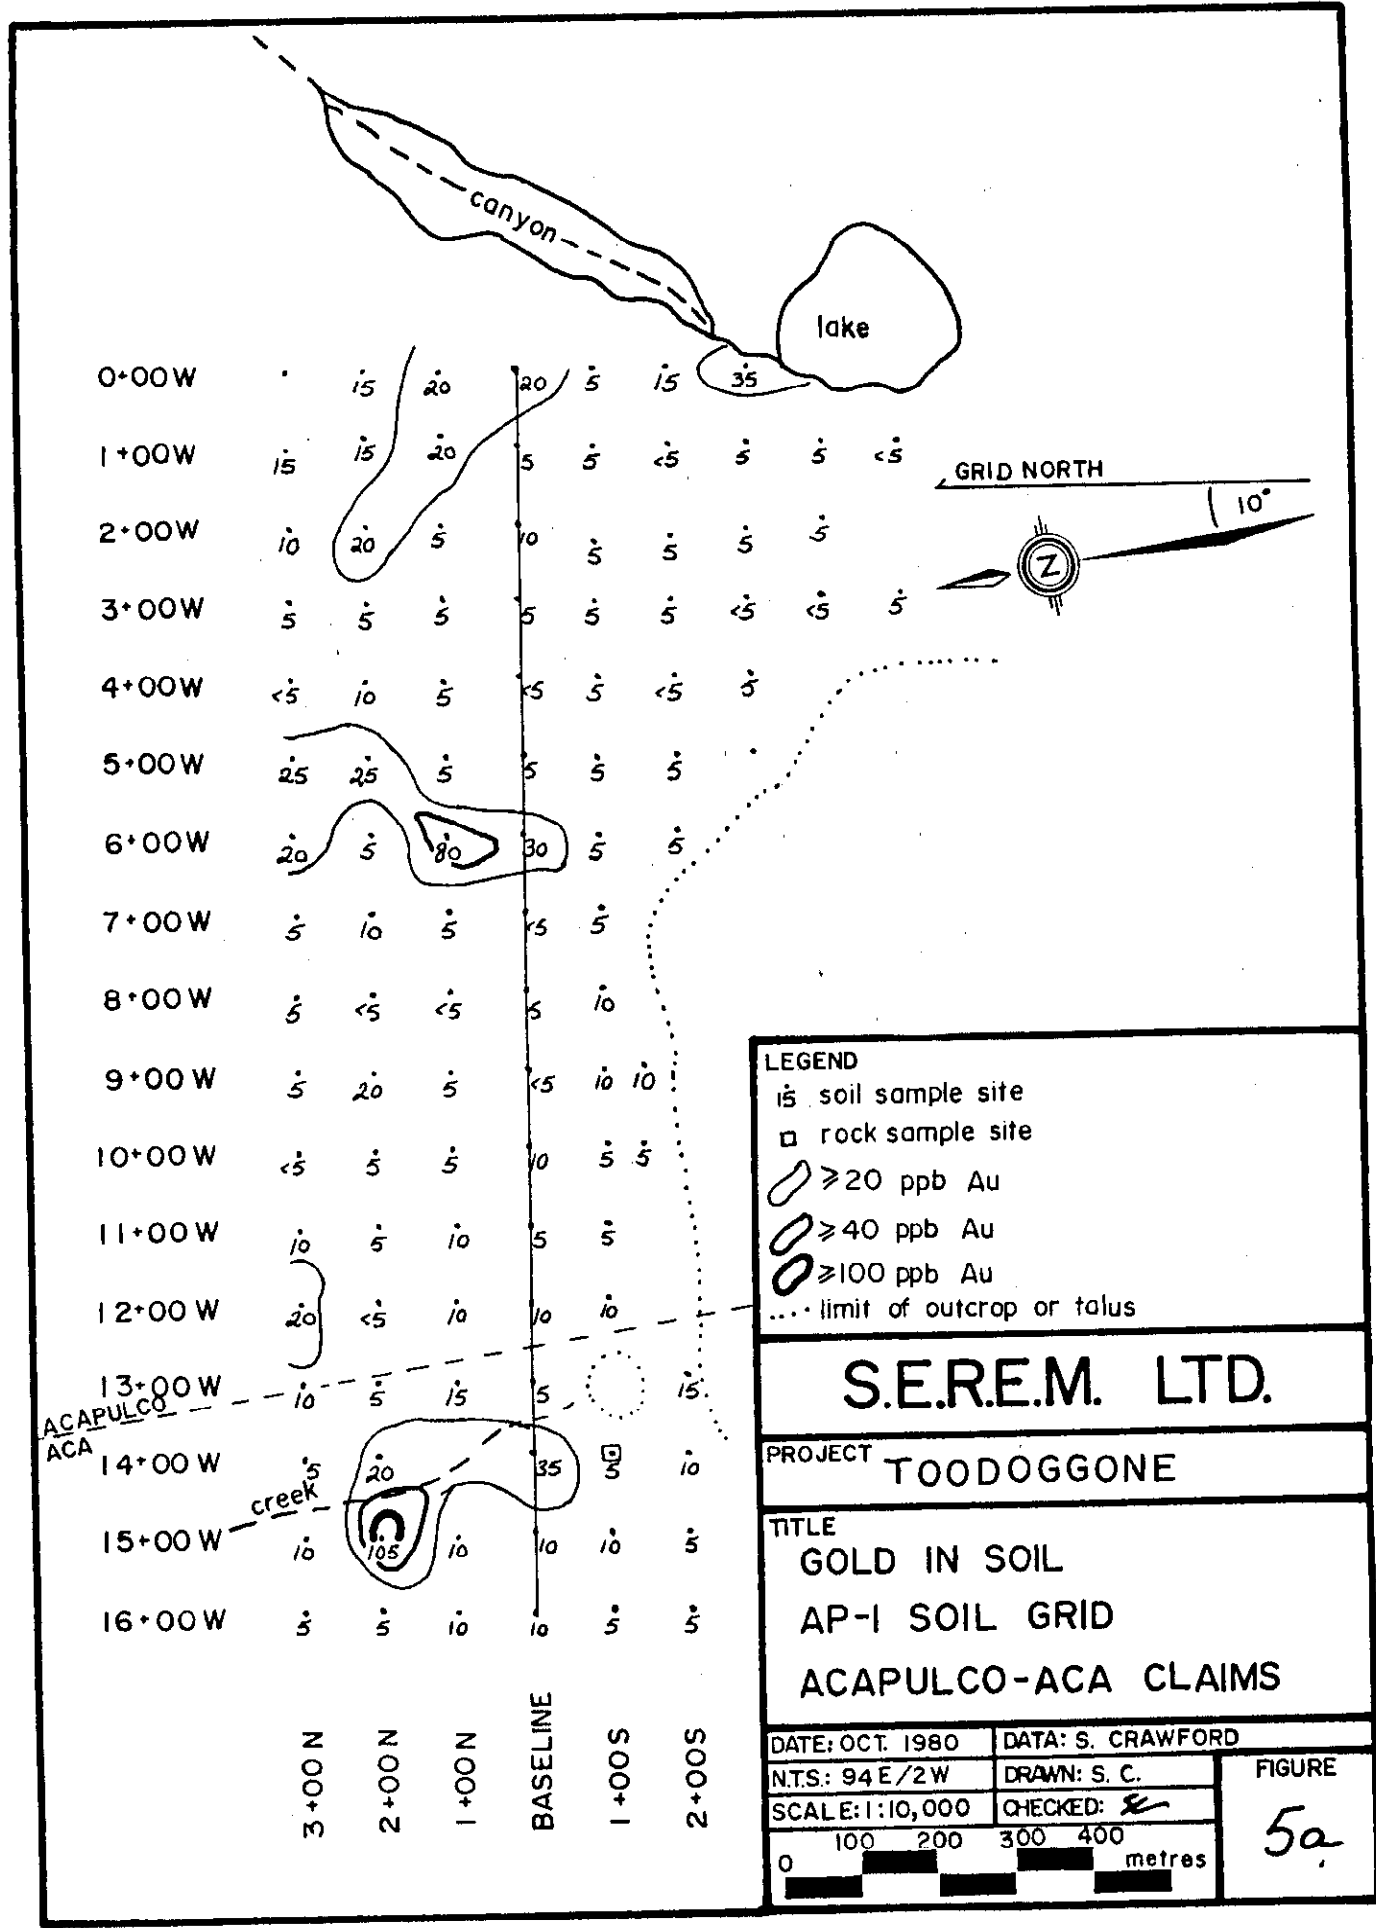 canyon
lake
0+00W . 15 20 20 5 15 35
1+00W 15 15 20 5 5 <5 5 5 <5
GRID NORTH
10°
2+00W 10 20 5 10 5 5 5 5
Z
3+00W 5 5 5 5 5 5 <5 <5 5
4+00W <5 10 5 <5 5 <5 5
5+00W 25 25 5 5 5 5
6+00W 20 5 80 30 5 5
7+00W 5 10 5 <5 5
8+00W 5 <5 <5 5 10
9+00W 5 20 5 <5 10 10
10+00W <5 5 5 10 5 5
11+00W 10 5 10 5 5
12+00W 20 <5 10 10 10
13+00W 10 5 15 5 15
ACAPULCO
ACA
14+00W 5 20 35 5 10
creek
15+00W 10 105 10 10 10 5
16+00W 5 5 10 10 5 5
3+00N 2+00N 1+00N BASELINE 1+00S 2+00S
LEGEND
15 soil sample site
rock sample site
≥20 ppb Au
≥40 ppb Au
≥100 ppb Au
.... limit of outcrop or talus
S.E.R.E.M. LTD.
PROJECT TOODOGGONE
TITLE
GOLD IN SOIL
AP-1 SOIL GRID
ACAPULCO-ACA CLAIMS
DATE: OCT. 1980 DATA: S. CRAWFORD
N.T.S.: 94E/2W DRAWN: S. C.
SCALE: 1:10,000 CHECKED:
FIGURE
5a
0 100 200 300 400 metres